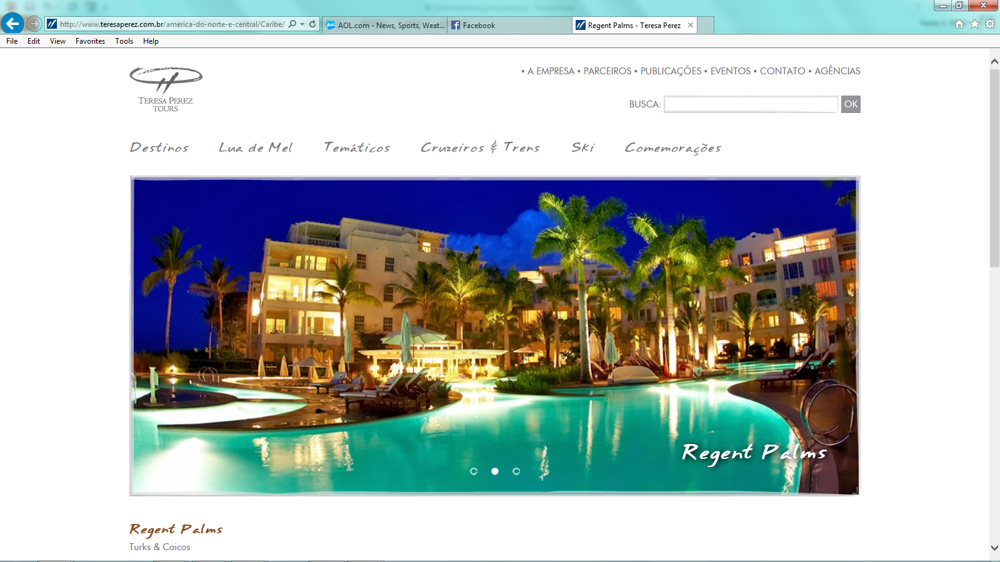 http://www.teresaperez.com.br/america-do-norte-e-central/Caribe/
AOL.com - News, Sports, Weat...
Facebook
Regent Palms - Teresa Perez
File Edit View Favorites Tools Help
TERESA PEREZ
TOURS
• A EMPRESA • PARCEIROS • PUBLICAÇÕES • EVENTOS • CONTATO • AGÊNCIAS
BUSCA: OK
Destinos Lua de Mel Temáticos Cruzeiros & Trens Ski Comemorações
Regent Palms
Regent Palms
Turks & Caicos